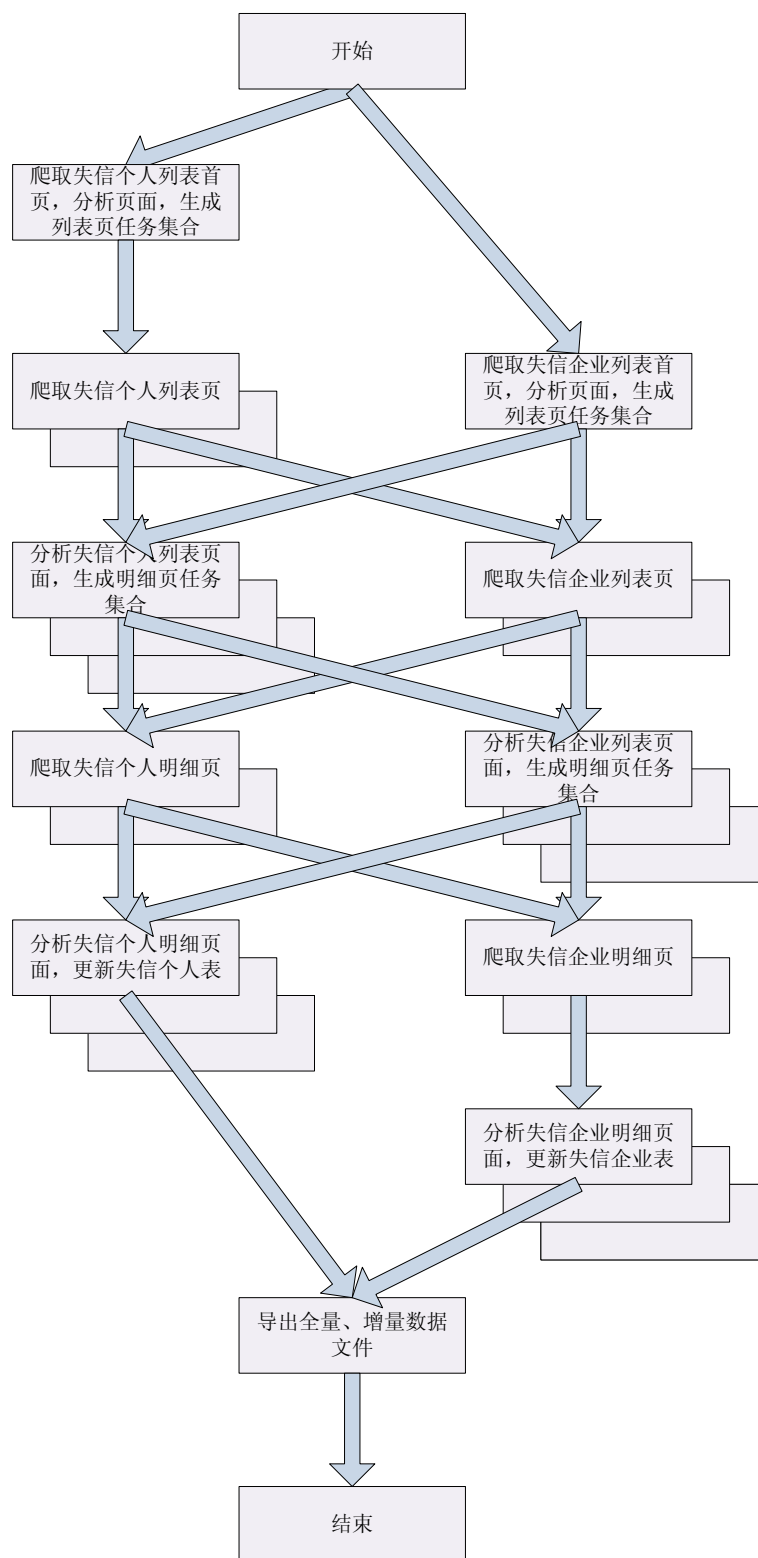 开始
爬取失信个人列表首
页，分析页面，生成
列表页任务集合
爬取失信个人列表页
爬取失信企业列表首
页，分析页面，生成
列表页任务集合
分析失信个人列表页
面，生成明细页任务
集合
爬取失信企业列表页
爬取失信个人明细页
分析失信企业列表页
面，生成明细页任务
集合
分析失信个人明细页
面，更新失信个人表
爬取失信企业明细页
分析失信企业明细页
面，更新失信企业表
导出全量、增量数据
文件
结束